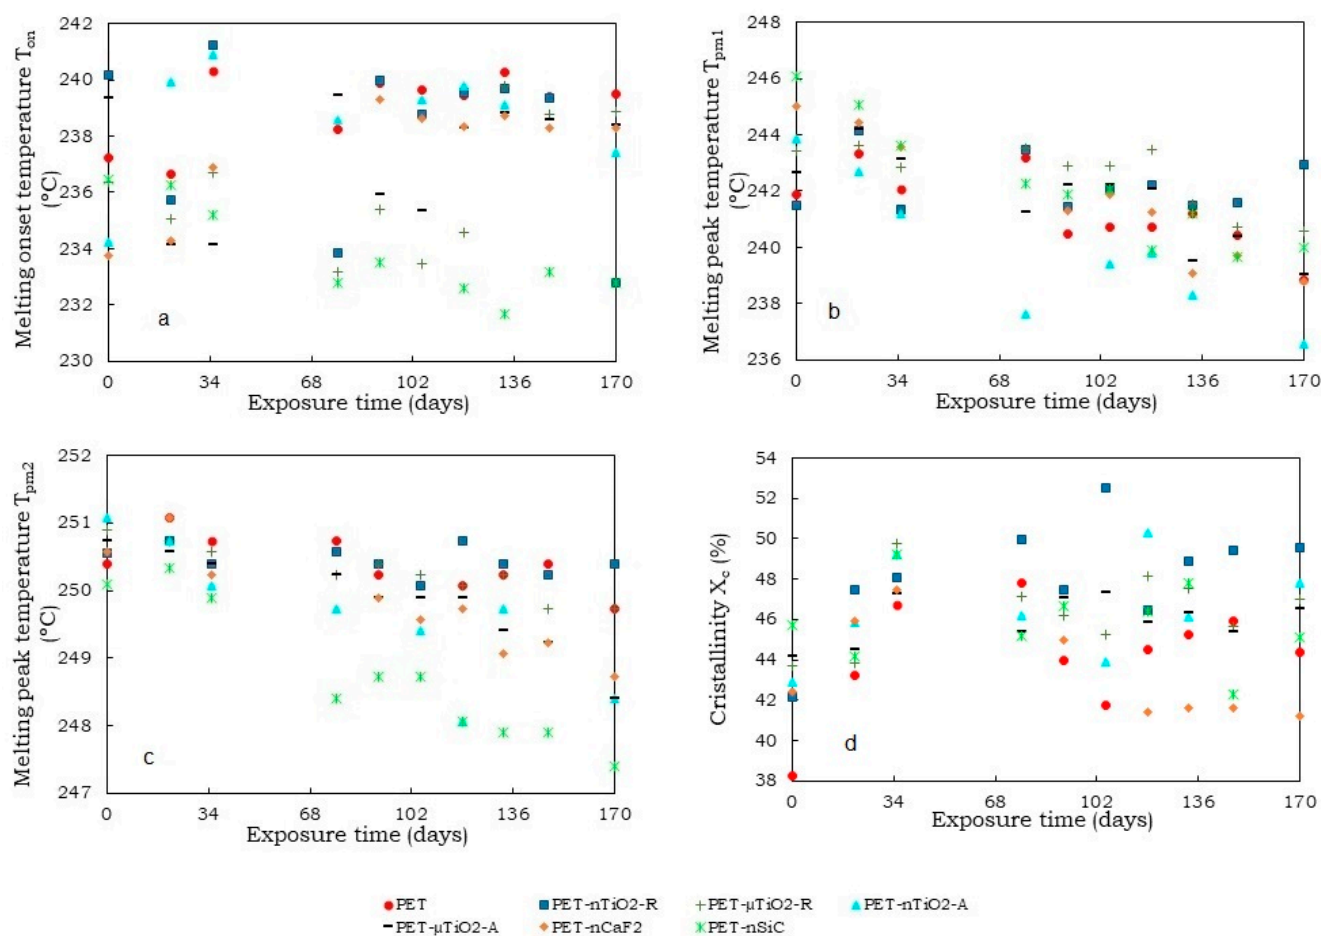 242
240
238
236
234
232
230
Melting onset temperature Ton
(°C)
a
0 34 68 102 136 170
Exposure time (days)
248
246
244
242
240
238
236
Melting peak temperature Tpm1
(°C)
b
0 34 68 102 136 170
Exposure time (days)
252
251
250
249
248
247
Melting peak temperature Tpm2
(°C)
c
0 34 68 102 136 170
Exposure time (days)
54
52
50
48
46
44
42
40
38
Cristallinity Xc (%)
d
0 34 68 102 136 170
Exposure time (days)
PET PET-nTiO2-R PET-µTiO2-R PET-nTiO2-A
PET-µTiO2-A PET-nCaF2 PET-nSiC